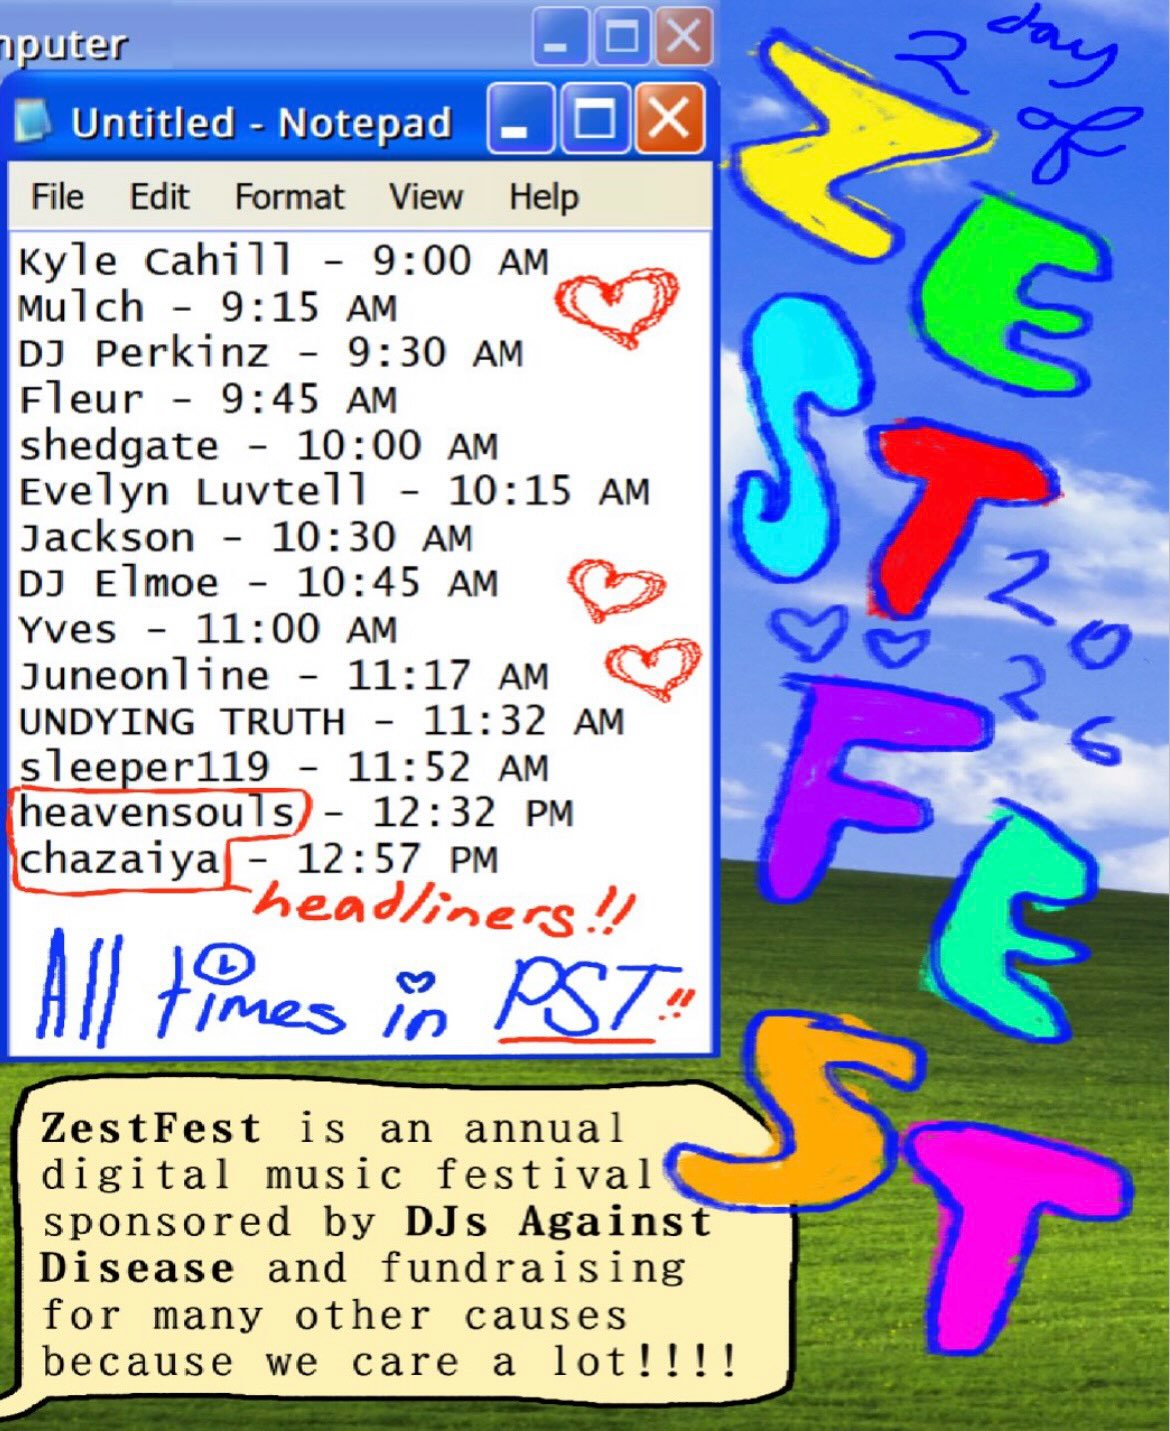 mputer
Untitled - Notepad
File Edit Format View Help
Kyle Cahill - 9:00 AM
Mulch - 9:15 AM
DJ Perkinz - 9:30 AM
Fleur - 9:45 AM
shedgate - 10:00 AM
Evelyn Luvtell - 10:15 AM
Jackson - 10:30 AM
DJ Elmoe - 10:45 AM
Yves - 11:00 AM
Juneonline - 11:17 AM
UNDYING TRUTH - 11:32 AM
sleeper119 - 11:52 AM
heavensouls - 12:32 PM
chazaiya - 12:57 PM
headliners!!
All times in PST!!
ZestFest is an annual
digital music festival
sponsored by DJs Against
Disease and fundraising
for many other causes
because we care a lot!!!!
day
2
of
ZEST
2026
FEST